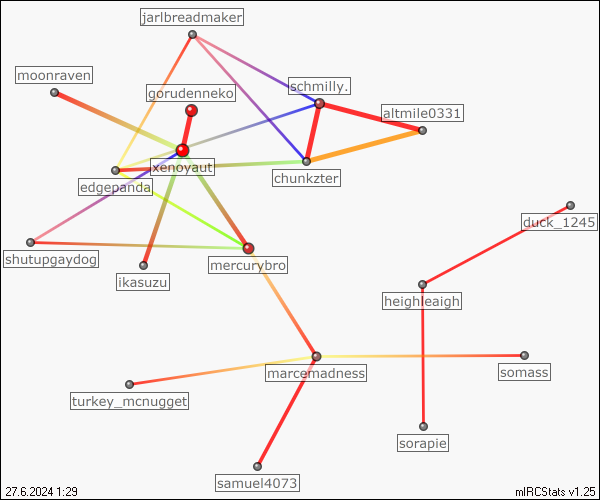 jarlbreadmaker
moonraven
schmilly.
gorudenneko
altmile0331
xenoyaut
chunkzter
edgepanda
duck_1245
shutupgaydog
mercurybro
ikasuzu
heighleaigh
marcemadness
somass
turkey_mcnugget
sorapie
samuel4073
27.6.2024 1:29
mIRCStats v1.25